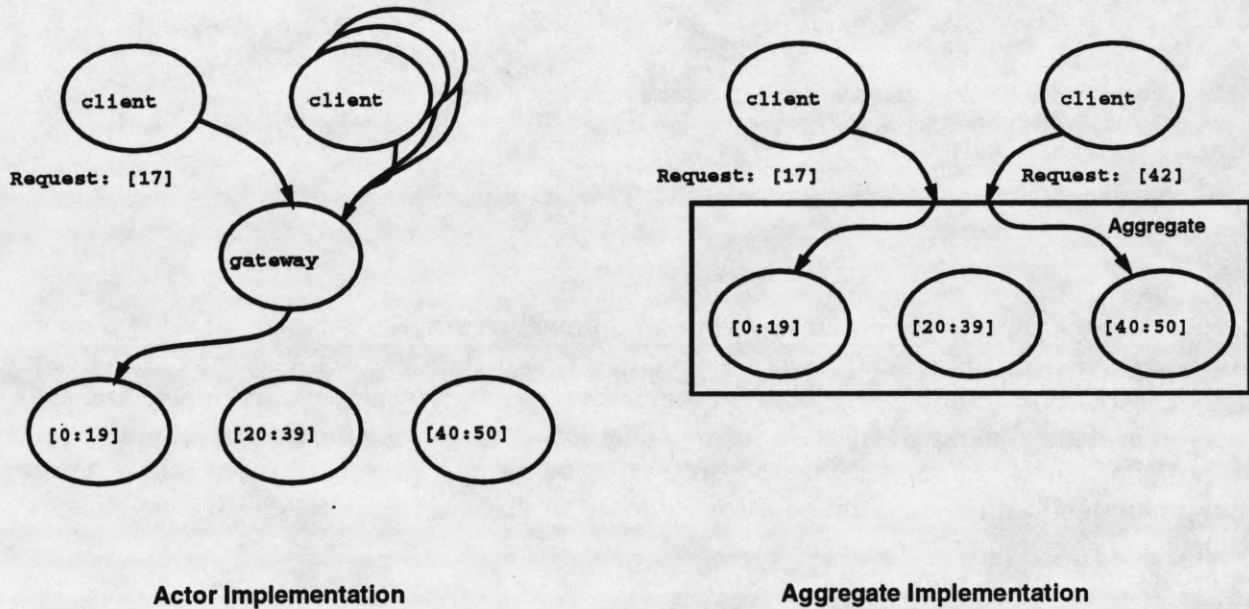 client
client
Request: [17]
gateway
[0:19]
[20:39]
[40:50]
Actor Implementation
client
client
Request: [17]
Request: [42]
Aggregate
[0:19]
[20:39]
[40:50]
Aggregate Implementation